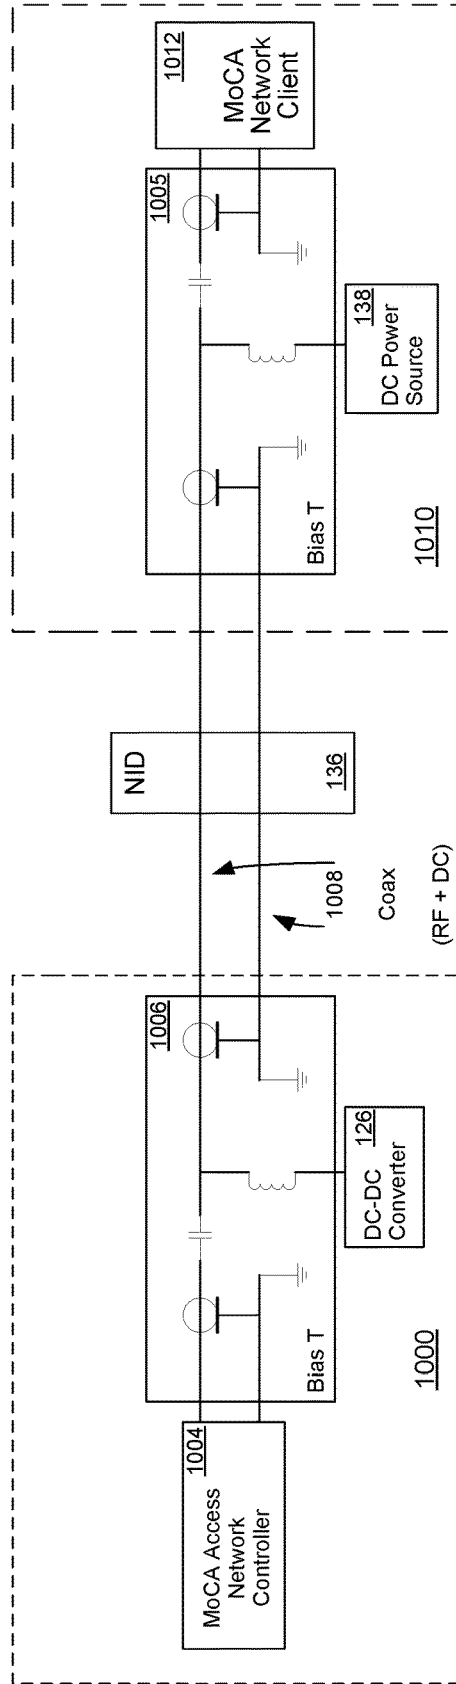 1004
MoCA Access
Network
Controller
1006
Bias T
126
DC-DC
Converter
1000
1008
Coax
(RF + DC)
NID
136
1005
Bias T
138
DC Power
Source
1010
1012
MoCA
Network
Client